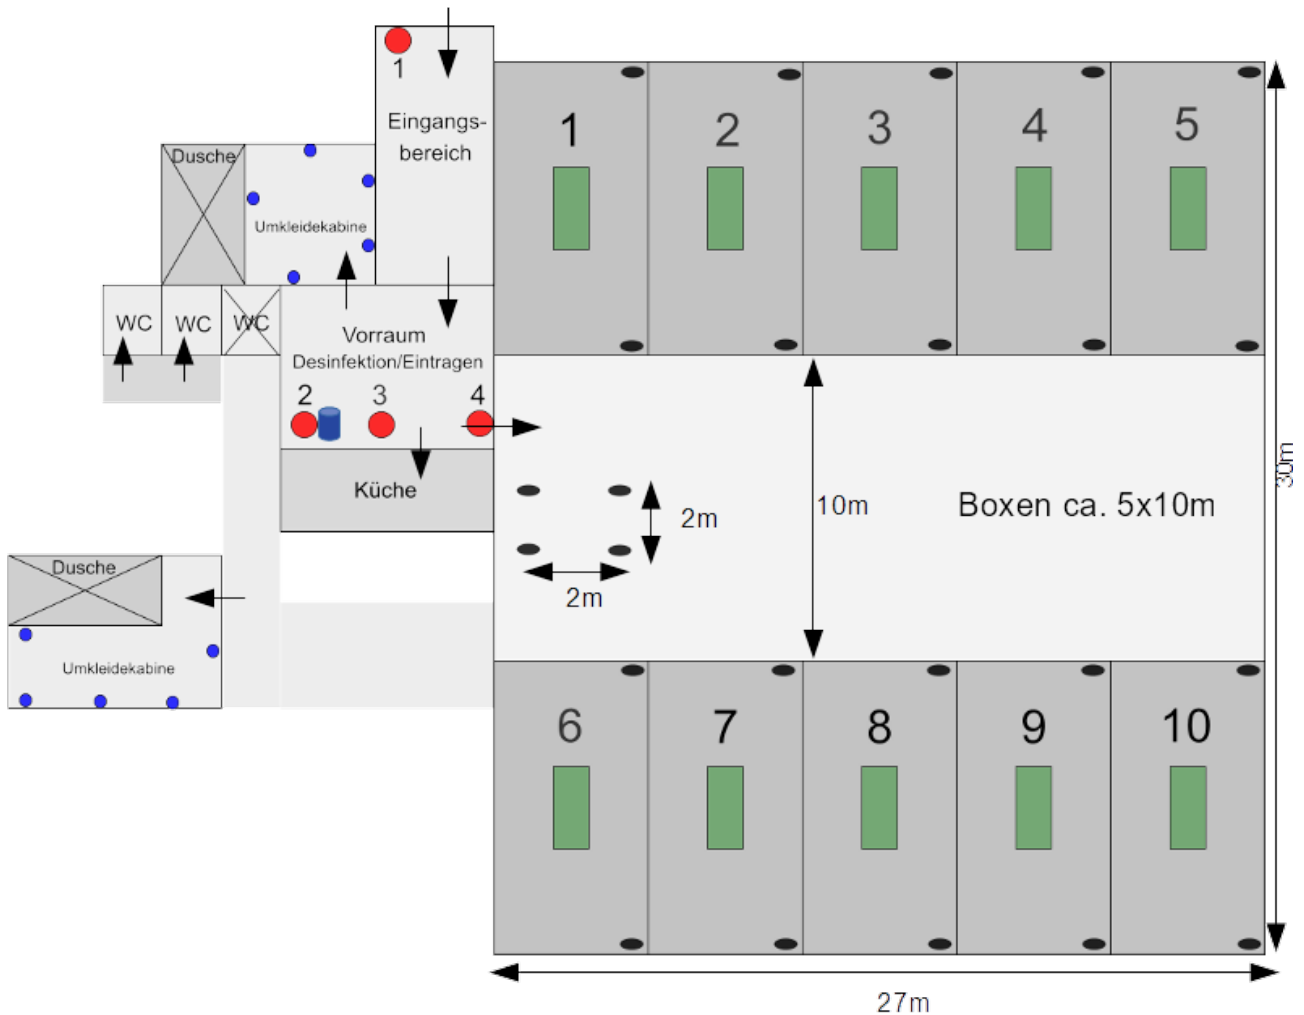 1
Eingangs-
bereich
Dusche
Umkleidekabine
WC
WC
WC
Vorraum
Desinfektion/Eintragen
2
3
4
Küche
Dusche
Umkleidekabine
1
2
3
4
5
10m
Boxen ca. 5x10m
2m
2m
30m
6
7
8
9
10
27m